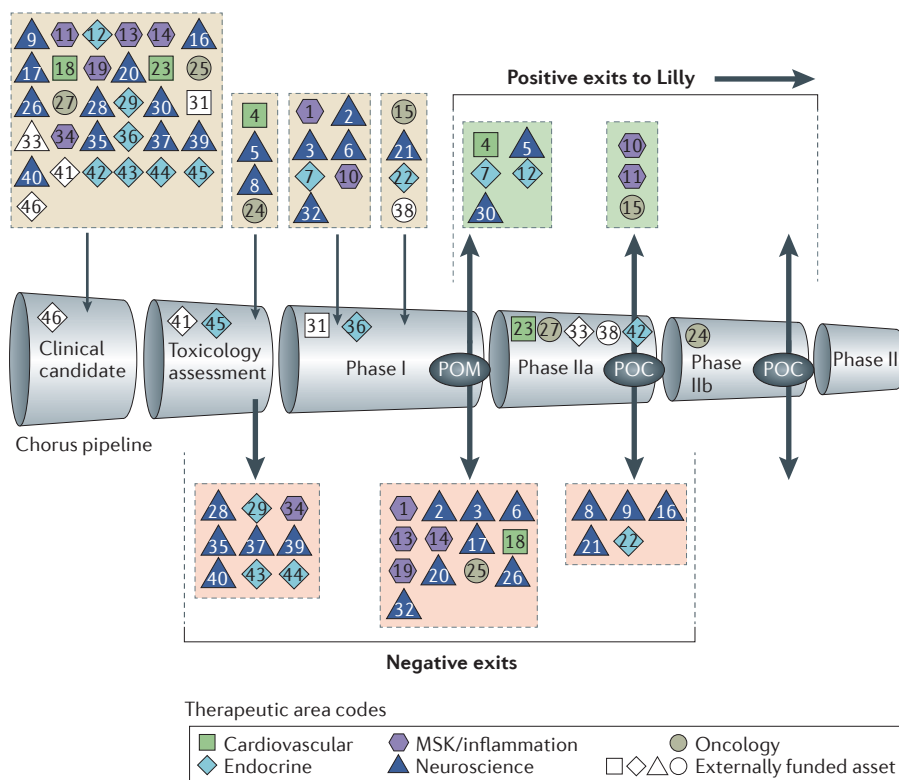 9 11 12 13 14 16
17 18 19 20 23 25
26 27 28 29 30 31
33 34 35 36 37 39
40 41 42 43 44 45
46
4
5
8
24
1 2
3 6
7 10
32
15
21
22
38
Positive exits to Lilly
4 5
7 12
30
10
11
15
46
Clinical
candidate
41 45
Toxicology
assessment
31 36
Phase I
POM
23 27 33 38 42
Phase IIa
POC
24
Phase
IIb
POC
Phase II
Chorus pipeline
28 29 34
35 37 39
40 43 44
1 2 3 6
13 14 17 18
19 20 25 26
32
8 9 16
21 22
Negative exits
Therapeutic area codes
Cardiovascular MSK/inflammation Oncology
Endocrine Neuroscience Externally funded asset